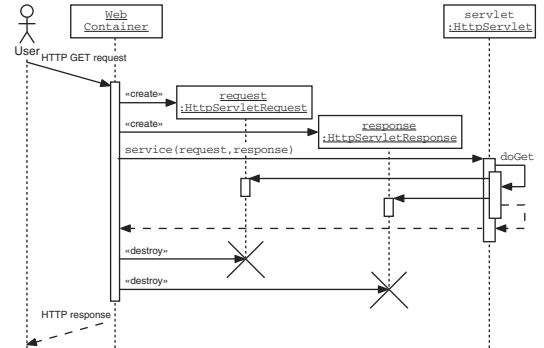 Web
Container
servlet
:HttpServlet
User
HTTP GET request
«create»
request
:HttpServletRequest
«create»
response
:HttpServletResponse
service(request,response)
doGet
«destroy»
«destroy»
HTTP response